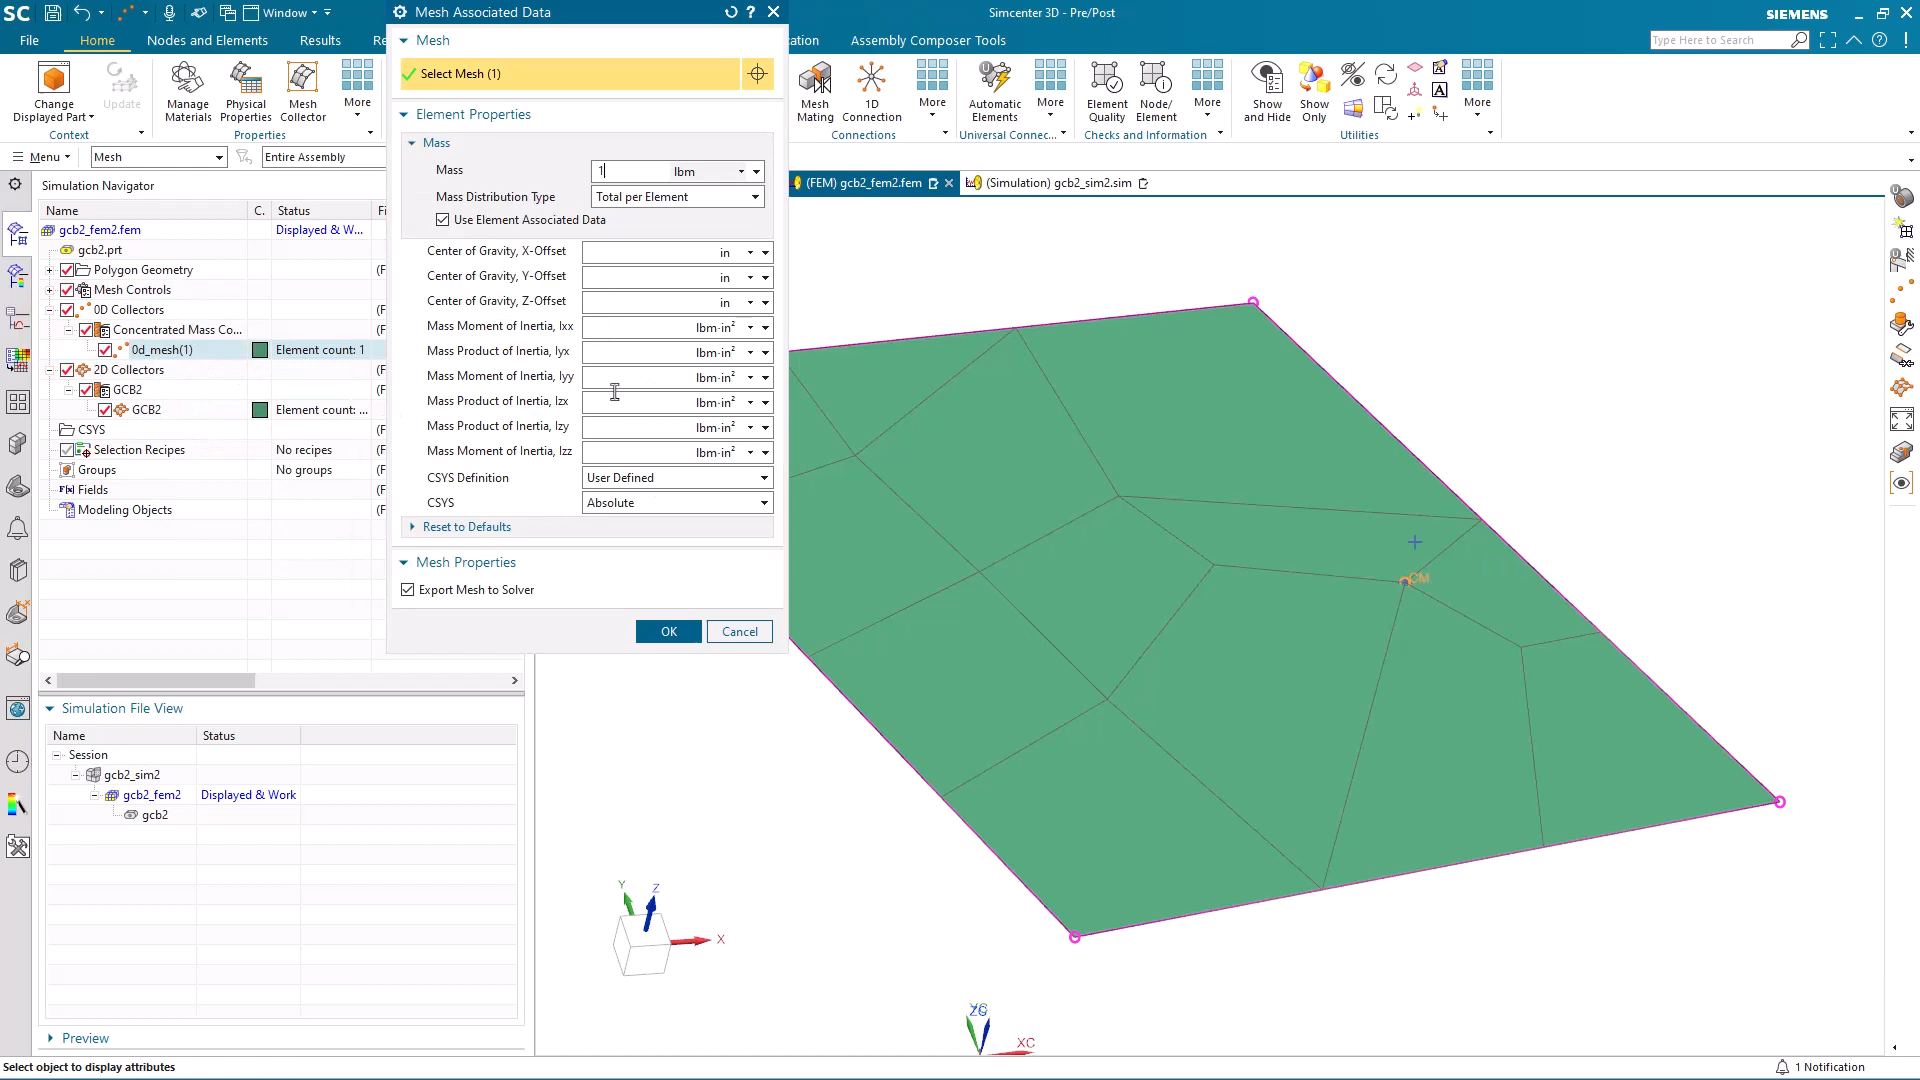 SC
Window
Mesh Associated Data
Simcenter 3D - Pre/Post
SIEMENS
File
Home
Nodes and Elements
Results
Re
ation
Assembly Composer Tools
Type Here to Search
Change
Displayed Part
Update
Context
Manage
Materials
Physical
Properties
Mesh
Collector
More
Properties
Mesh
Mating
1D
Connection
More
Connections
Automatic
Elements
More
Universal Connec...
Element
Quality
Node/
Element
More
Checks and Information
Show
and Hide
Show
Only
More
Utilities
Menu
Mesh
Entire Assembly
Mesh
Select Mesh (1)
Element Properties
Mass
Mass
1
lbm
Mass Distribution Type
Total per Element
Use Element Associated Data
Center of Gravity, X-Offset
in
Center of Gravity, Y-Offset
in
Center of Gravity, Z-Offset
in
Mass Moment of Inertia, Ixx
lbm·in²
Mass Product of Inertia, Iyx
lbm·in²
Mass Moment of Inertia, Iyy
lbm·in²
Mass Product of Inertia, Izx
lbm·in²
Mass Product of Inertia, Izy
lbm·in²
Mass Moment of Inertia, Izz
lbm·in²
CSYS Definition
User Defined
CSYS
Absolute
Reset to Defaults
Mesh Properties
Export Mesh to Solver
OK
Cancel
(FEM) gcb2_fem2.fem
(Simulation) gcb2_sim2.sim
Simulation Navigator
Name
C.
Status
Fi
gcb2_fem2.fem
Displayed & W...
gcb2.prt
Polygon Geometry
(F
Mesh Controls
(F
0D Collectors
(F
Concentrated Mass Co...
(F
0d_mesh(1)
Element count: 1
(F
2D Collectors
(F
GCB2
(F
GCB2
Element count: ...
(F
CSYS
(F
Selection Recipes
No recipes
(F
Groups
No groups
(F
Fields
(F
Modeling Objects
(F
Simulation File View
Name
Status
Session
gcb2_sim2
gcb2_fem2
Displayed & Work
gcb2
Preview
CM
Y
Z
X
XC
Select object to display attributes
1 Notification